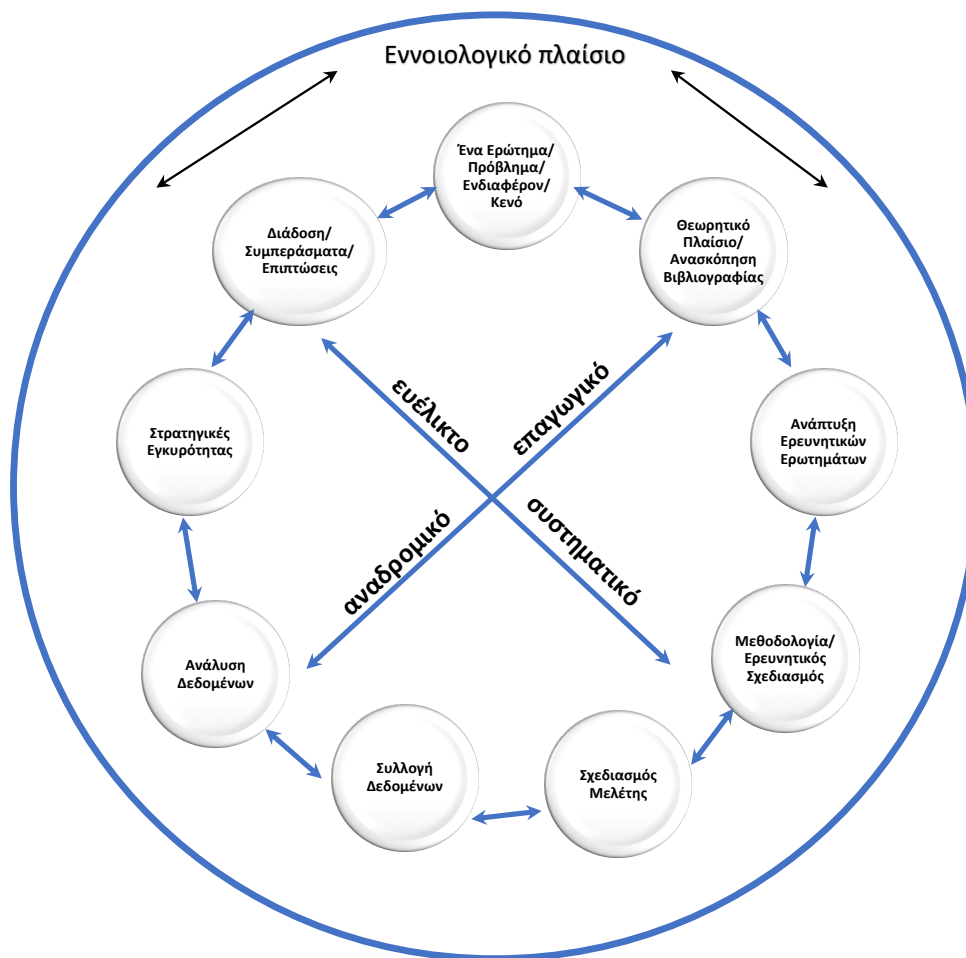 Εννοιολογικό πλαίσιο
Ένα Ερώτημα/
Πρόβλημα/
Ενδιαφέρον/
Κενό
Θεωρητικό
Πλαίσιο/
Ανασκόπηση
Βιβλιογραφίας
Ανάπτυξη
Ερευνητικών
Ερωτημάτων
Μεθοδολογία/
Ερευνητικός
Σχεδιασμός
Σχεδιασμός
Μελέτης
Συλλογή
Δεδομένων
Ανάλυση
Δεδομένων
Στρατηγικές
Εγκυρότητας
Διάδοση/
Συμπεράσματα/
Επιπτώσεις
ευέλικτο
επαγωγικό
αναδρομικό
συστηματικό